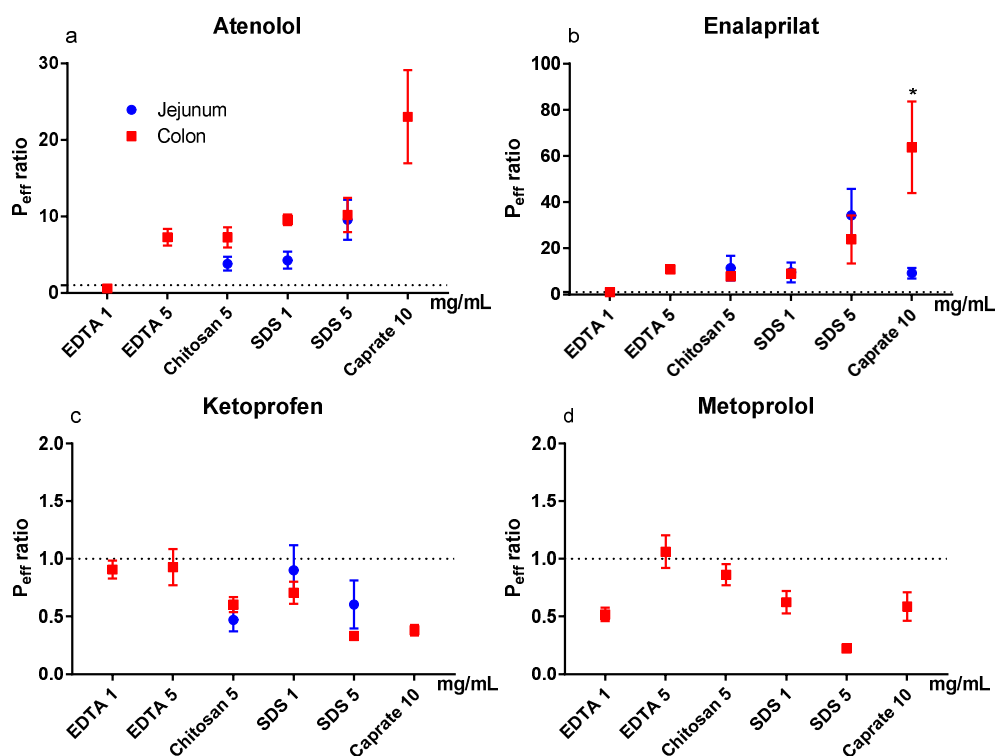 a
Atenolol
30
20
10
0
P_eff ratio
Jejunum
Colon
EDTA 1
EDTA 5
Chitosan 5
SDS 1
SDS 5
Caprate 10
mg/mL
b
Enalaprilat
100
80
60
40
20
0
P_eff ratio
*
EDTA 1
EDTA 5
Chitosan 5
SDS 1
SDS 5
Caprate 10
mg/mL
c
Ketoprofen
2.0
1.5
1.0
0.5
0.0
P_eff ratio
EDTA 1
EDTA 5
Chitosan 5
SDS 1
SDS 5
Caprate 10
mg/mL
d
Metoprolol
2.0
1.5
1.0
0.5
0.0
P_eff ratio
EDTA 1
EDTA 5
Chitosan 5
SDS 1
SDS 5
Caprate 10
mg/mL